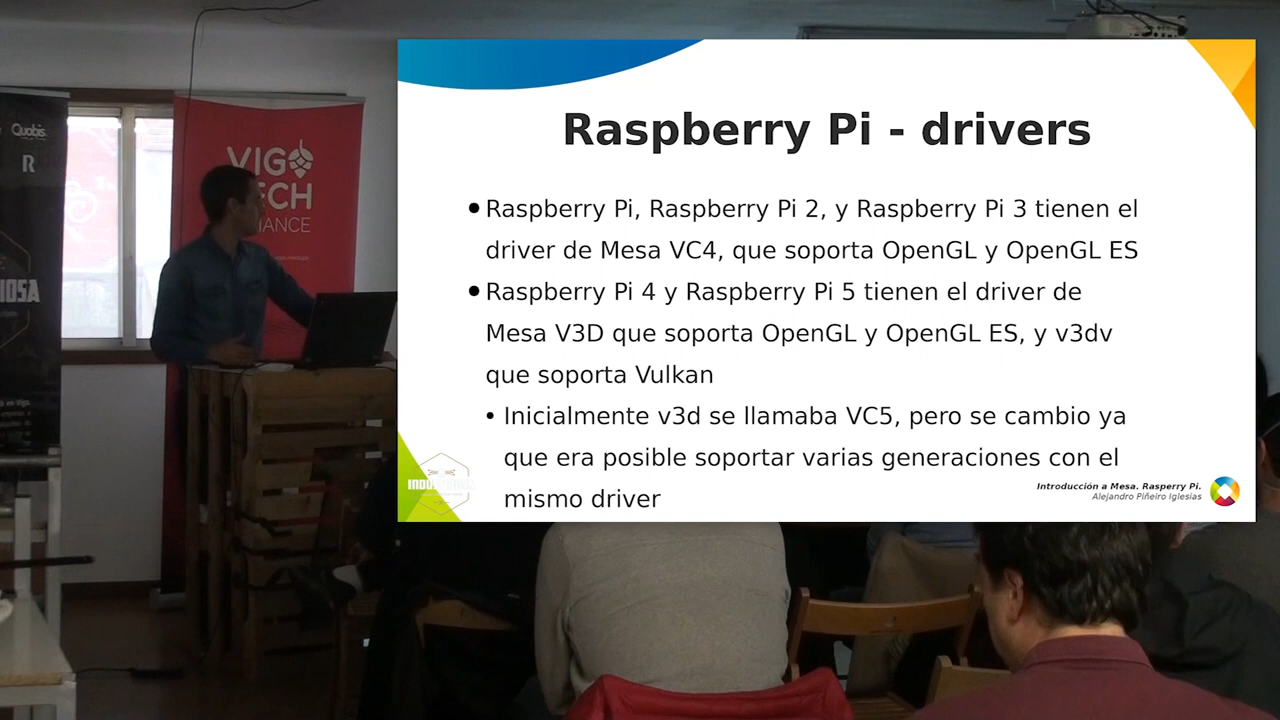 Quobis
R
VIGO
TECH
ALLIANCE
Raspberry Pi - drivers
•Raspberry Pi, Raspberry Pi 2, y Raspberry Pi 3 tienen el
driver de Mesa VC4, que soporta OpenGL y OpenGL ES
•Raspberry Pi 4 y Raspberry Pi 5 tienen el driver de
Mesa V3D que soporta OpenGL y OpenGL ES, y v3dv
que soporta Vulkan
• Inicialmente v3d se llamaba VC5, pero se cambio ya
que era posible soportar varias generaciones con el
mismo driver
Introducción a Mesa. Rasperry Pi.
Alejandro Piñeiro Iglesias